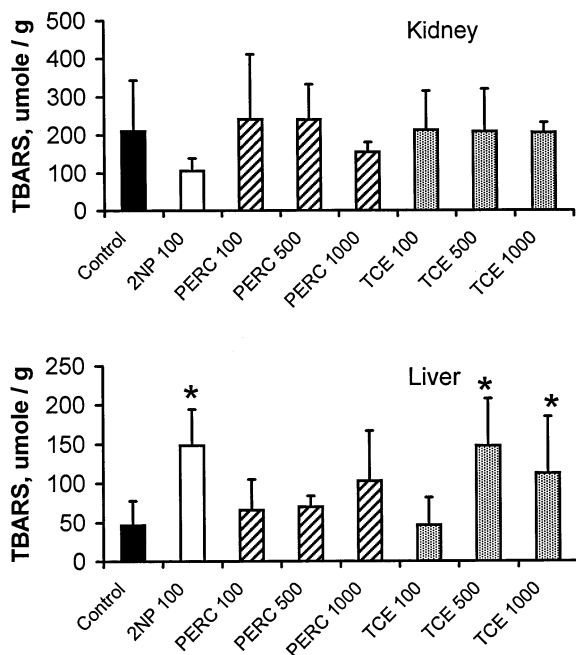 Kidney
TBARS, umole / g
500
400
300
200
100
0
Control
2NP 100
PERC 100
PERC 500
PERC 1000
TCE 100
TCE 500
TCE 1000
Liver
TBARS, umole / g
250
200
150
100
50
0
*
*
*
Control
2NP 100
PERC 100
PERC 500
PERC 1000
TCE 100
TCE 500
TCE 1000